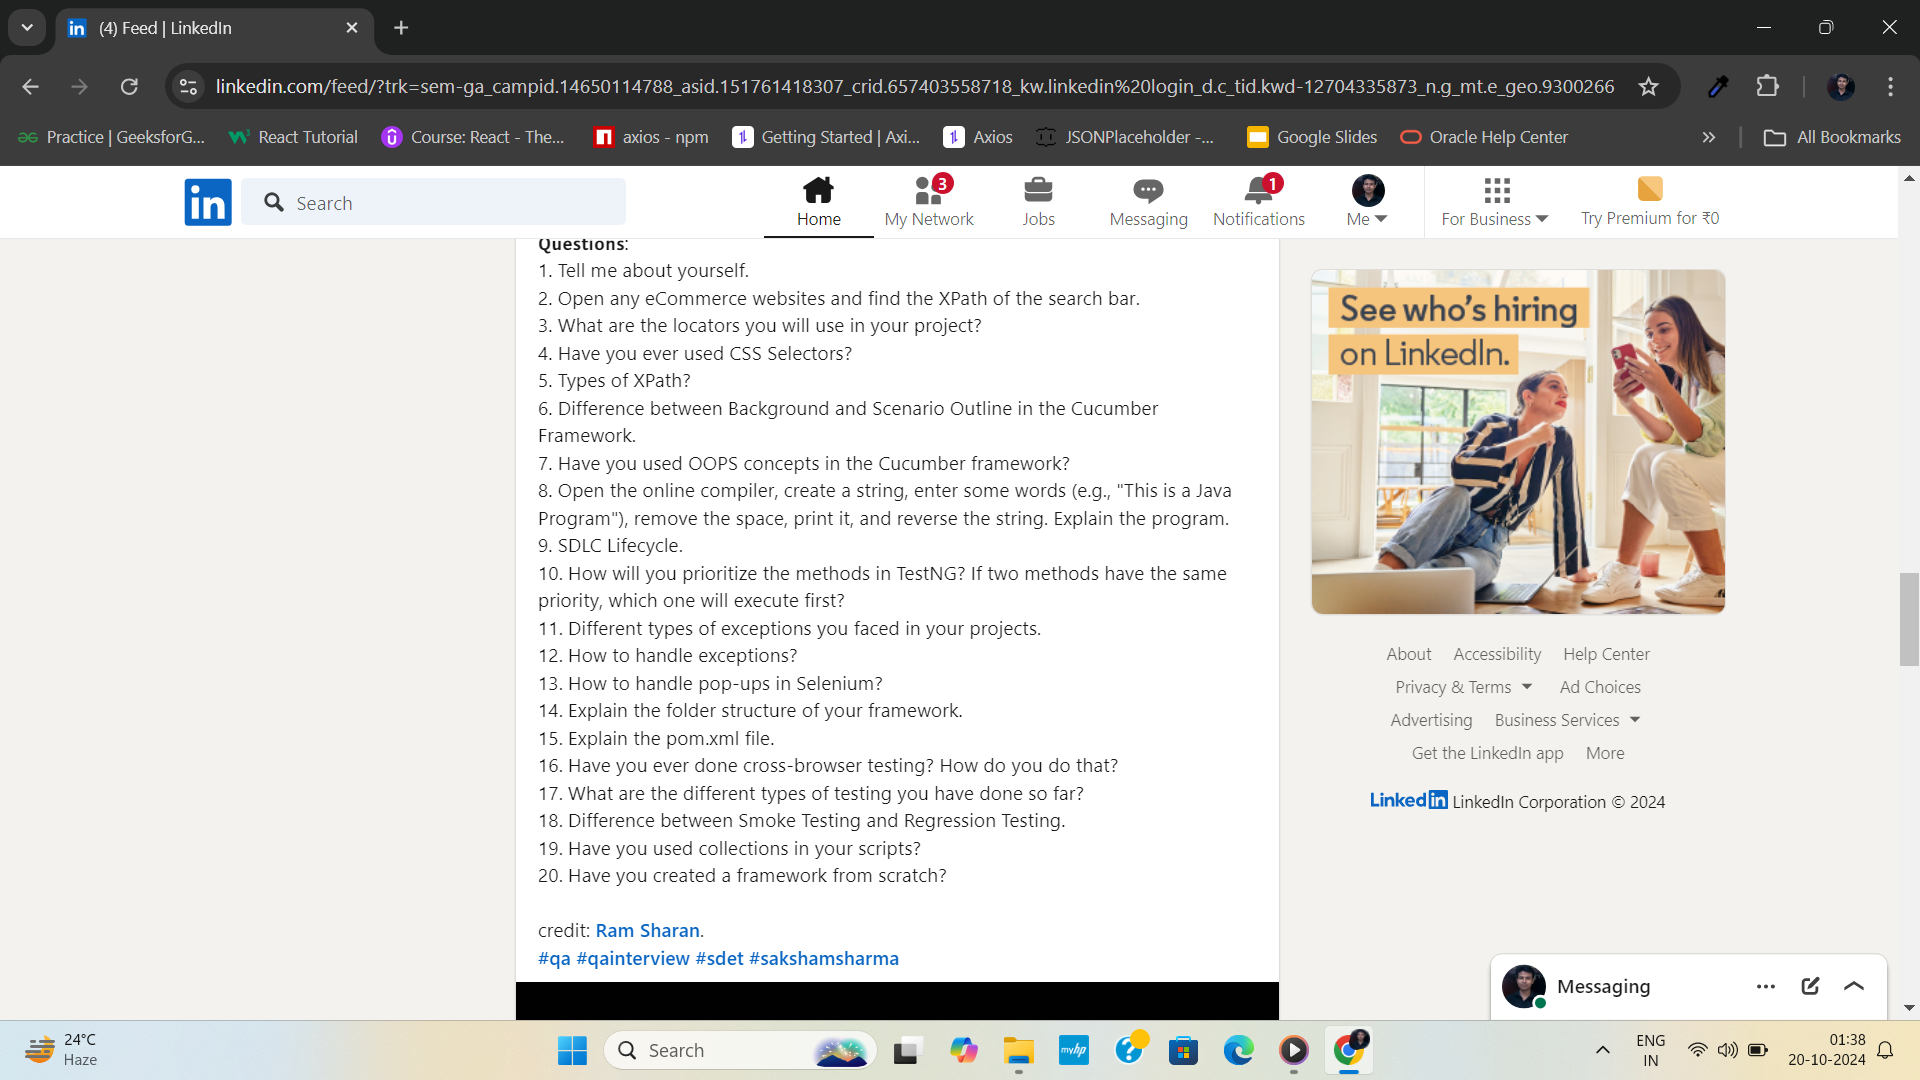 (4) Feed | LinkedIn
linkedin.com/feed/?trk=sem-ga_campid.14650114788_asid.151761418307_crid.657403558718_kw.linkedin%20login_d.c_tid.kwd-12704335873_n.g_mt.e_geo.9300266
Practice | GeeksforG...
React Tutorial
Course: React - The...
axios - npm
Getting Started | Axi...
Axios
JSONPlaceholder -...
Google Slides
Oracle Help Center
All Bookmarks
in
Search
Home
3
My Network
Jobs
Messaging
1
Notifications
Me
For Business
Try Premium for ₹0
Questions:
1. Tell me about yourself.
2. Open any eCommerce websites and find the XPath of the search bar.
3. What are the locators you will use in your project?
4. Have you ever used CSS Selectors?
5. Types of XPath?
6. Difference between Background and Scenario Outline in the Cucumber
Framework.
7. Have you used OOPS concepts in the Cucumber framework?
8. Open the online compiler, create a string, enter some words (e.g., "This is a Java
Program"), remove the space, print it, and reverse the string. Explain the program.
9. SDLC Lifecycle.
10. How will you prioritize the methods in TestNG? If two methods have the same
priority, which one will execute first?
11. Different types of exceptions you faced in your projects.
12. How to handle exceptions?
13. How to handle pop-ups in Selenium?
14. Explain the folder structure of your framework.
15. Explain the pom.xml file.
16. Have you ever done cross-browser testing? How do you do that?
17. What are the different types of testing you have done so far?
18. Difference between Smoke Testing and Regression Testing.
19. Have you used collections in your scripts?
20. Have you created a framework from scratch?
credit: Ram Sharan.
#qa #qainterview #sdet #sakshamsharma
See who's hiring
on LinkedIn.
About Accessibility Help Center
Privacy & Terms Ad Choices
Advertising Business Services
Get the LinkedIn app More
LinkedIn LinkedIn Corporation © 2024
Messaging
24°C
Haze
Search
myhp
ENG
IN
01:38
20-10-2024